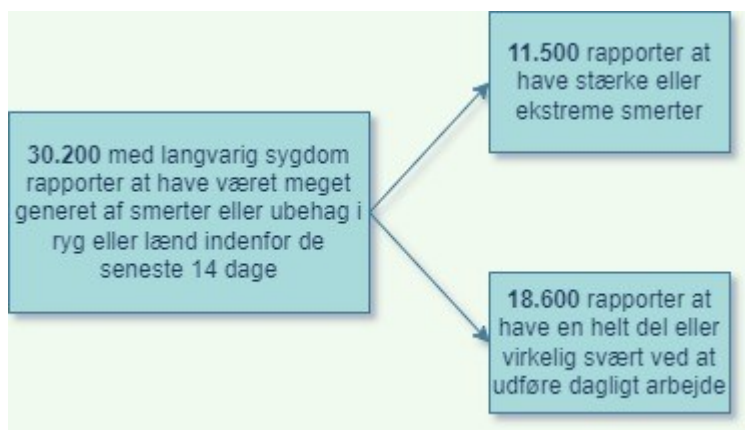 30.200 med langvarig sygdom
rapporter at have været meget
generet af smerter eller ubehag i
ryg eller lænd indenfor de
seneste 14 dage
11.500 rapporter at
have stærke eller
ekstreme smerter
18.600 rapporter at
have en helt del eller
virkelig svært ved at
udføre dagligt arbejde